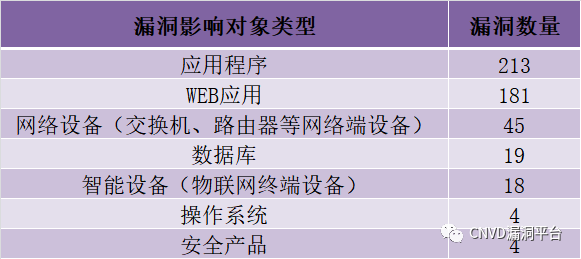 漏洞影响对象类型 漏洞数量
应用程序 213
WEB应用 181
网络设备（交换机、路由器等网络端设备） 45
数据库 19
智能设备（物联网终端设备） 18
操作系统 4
安全产品 4
CNVD漏洞平台